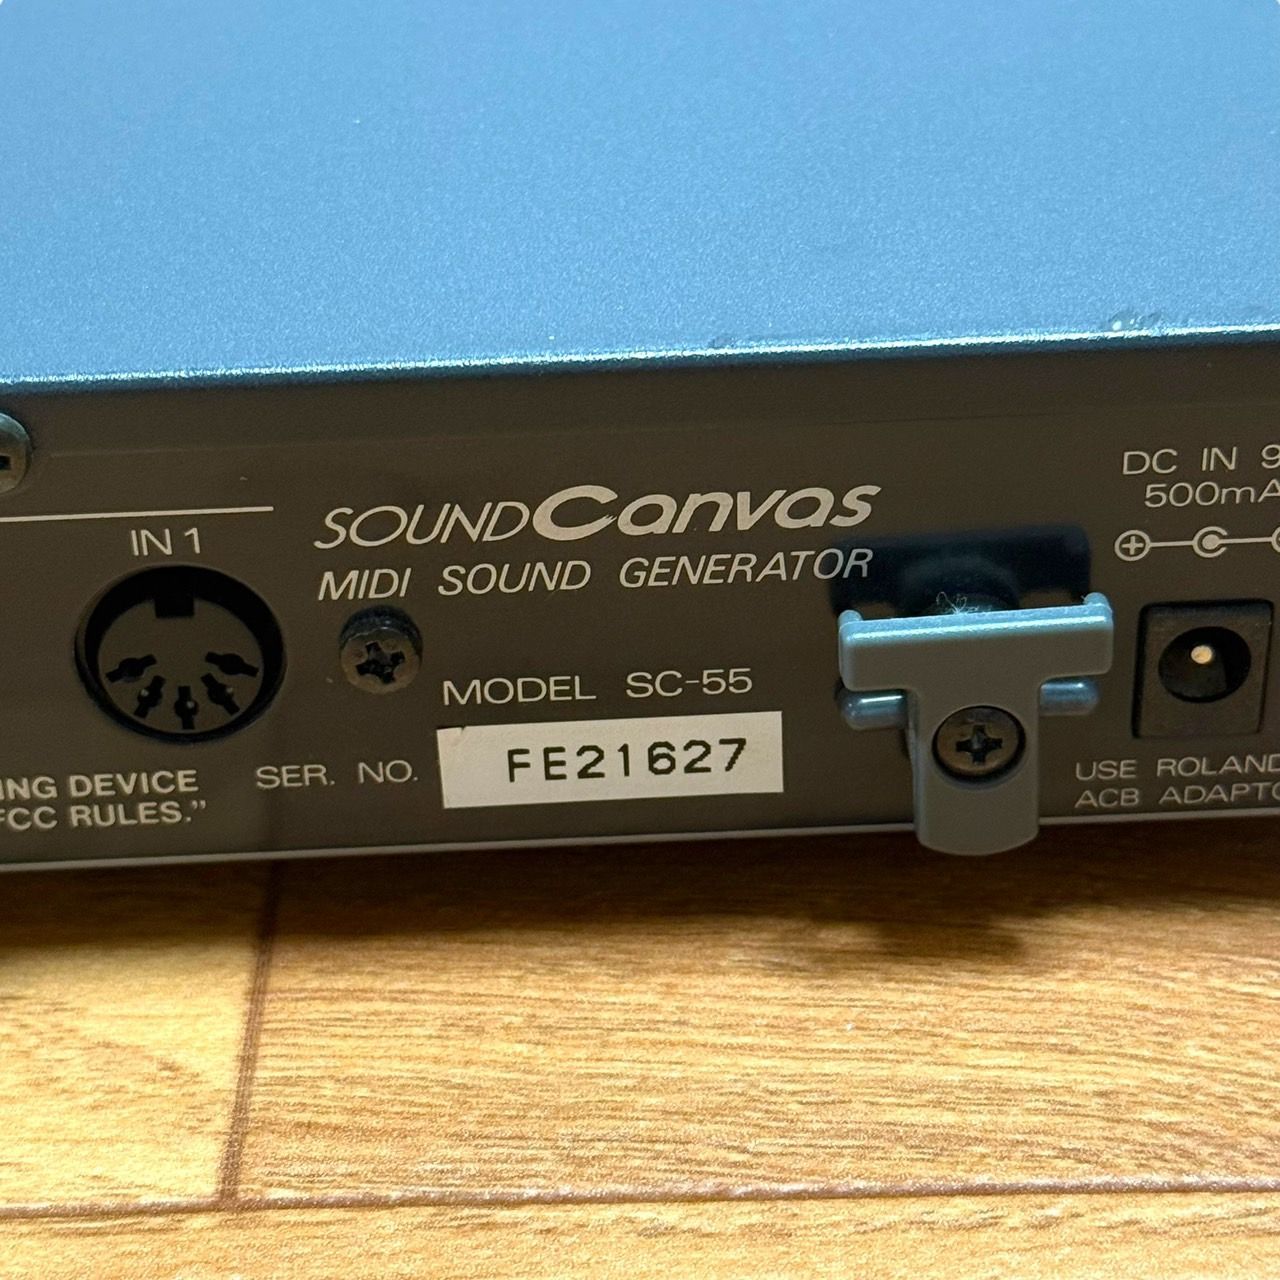 IN 1
SOUND Canvas
MIDI SOUND GENERATOR
MODEL SC-55
SER. NO. FE21627
ING DEVICE
FCC RULES."
DC IN 9
500mA
USE ROLAND
ACB ADAPTO